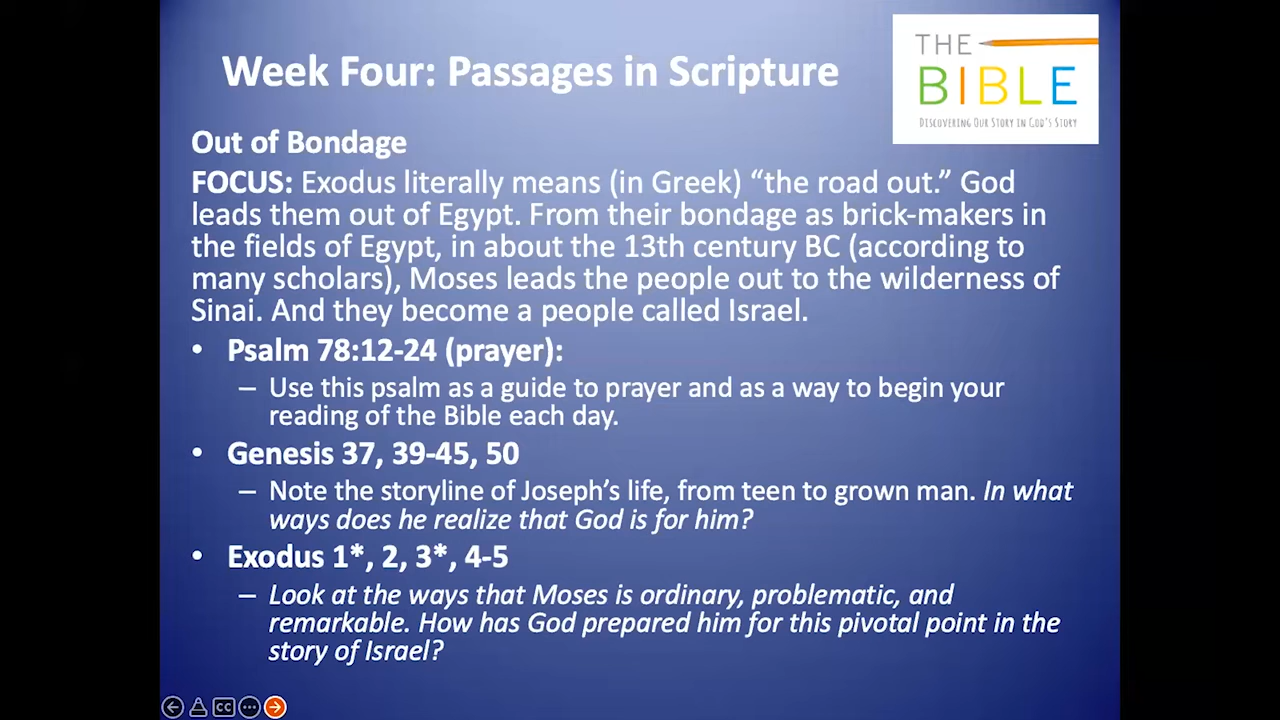 Week Four: Passages in Scripture
THE
BIBLE
DISCOVERING OUR STORY IN GOD'S STORY
Out of Bondage
FOCUS: Exodus literally means (in Greek) “the road out.” God
leads them out of Egypt. From their bondage as brick-makers in
the fields of Egypt, in about the 13th century BC (according to
many scholars), Moses leads the people out to the wilderness of
Sinai. And they become a people called Israel.
• Psalm 78:12-24 (prayer):
– Use this psalm as a guide to prayer and as a way to begin your
reading of the Bible each day.
• Genesis 37, 39-45, 50
– Note the storyline of Joseph’s life, from teen to grown man. In what
ways does he realize that God is for him?
• Exodus 1*, 2, 3*, 4-5
– Look at the ways that Moses is ordinary, problematic, and
remarkable. How has God prepared him for this pivotal point in the
story of Israel?
CC